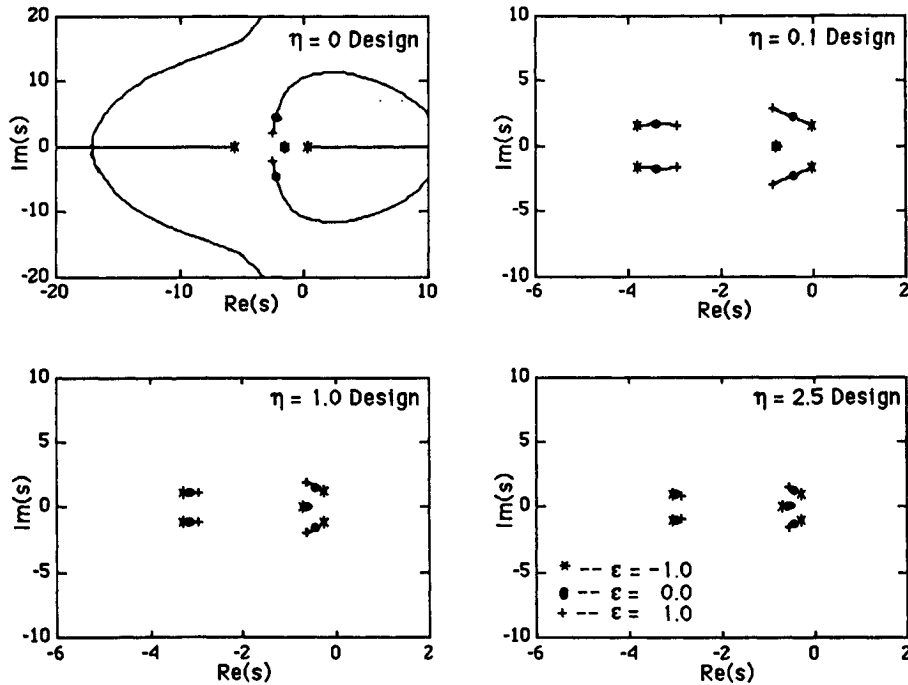 η = 0 Design
20
10
0
-10
-20
Im(s)
-20
-10
0
10
Re(s)
η = 0.1 Design
10
5
0
-5
-10
Im(s)
-6
-4
-2
0
2
Re(s)
η = 1.0 Design
10
5
0
-5
-10
Im(s)
-6
-4
-2
0
2
Re(s)
η = 2.5 Design
10
5
0
-5
-10
Im(s)
* -- ε = -1.0
● -- ε = 0.0
+ -- ε = 1.0
-6
-4
-2
0
2
Re(s)